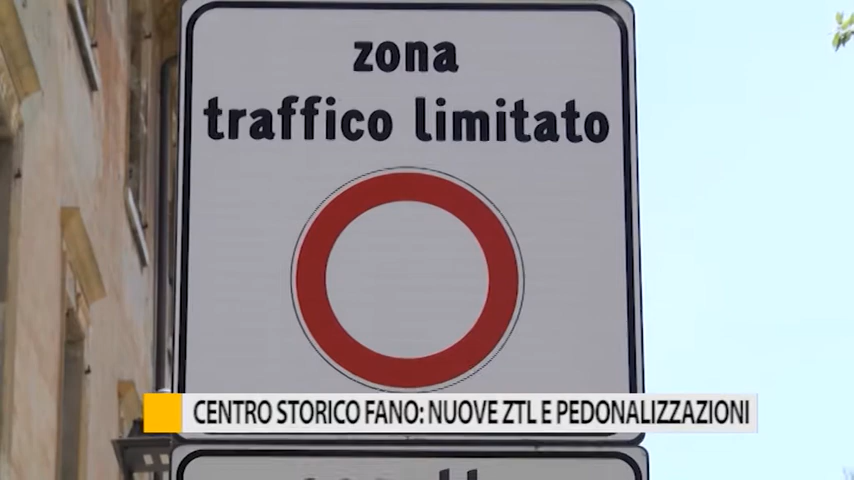 zona
traffico limitato
CENTRO STORICO FANO: NUOVE ZTL E PEDONALIZZAZIONI